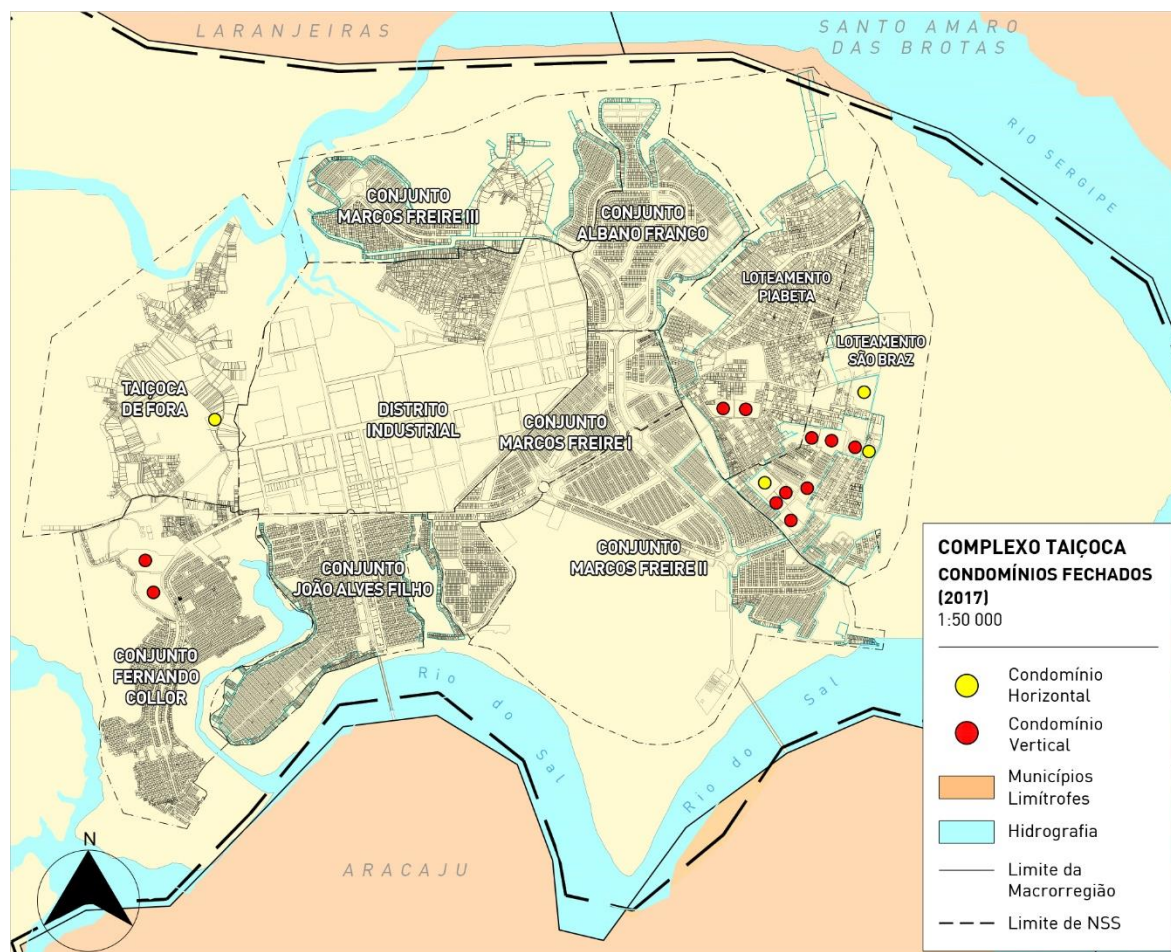 LARANJEIRAS
SANTO AMARO
DAS BROTAS
RIO SERGIPE
CONJUNTO
MARCOS FREIRE III
CONJUNTO
ALBANO FRANCO
LOTEAMENTO
PIABETA
LOTEAMENTO
SÃO BRAZ
TAIÇOCA
DE FORA
DISTRITO
INDUSTRIAL
CONJUNTO
MARCOS FREIRE I
CONJUNTO
MARCOS FREIRE II
CONJUNTO
JOÃO ALVES FILHO
CONJUNTO
FERNANDO
COLLOR
Rio do Sal
Rio do Sal
ARACAJU
N
COMPLEXO TAIÇOCA
CONDOMÍNIOS FECHADOS
(2017)
1:50 000
Condomínio
Horizontal
Condomínio
Vertical
Municípios
Limítrofes
Hidrografia
Limite da
Macrorregião
Limite de NSS